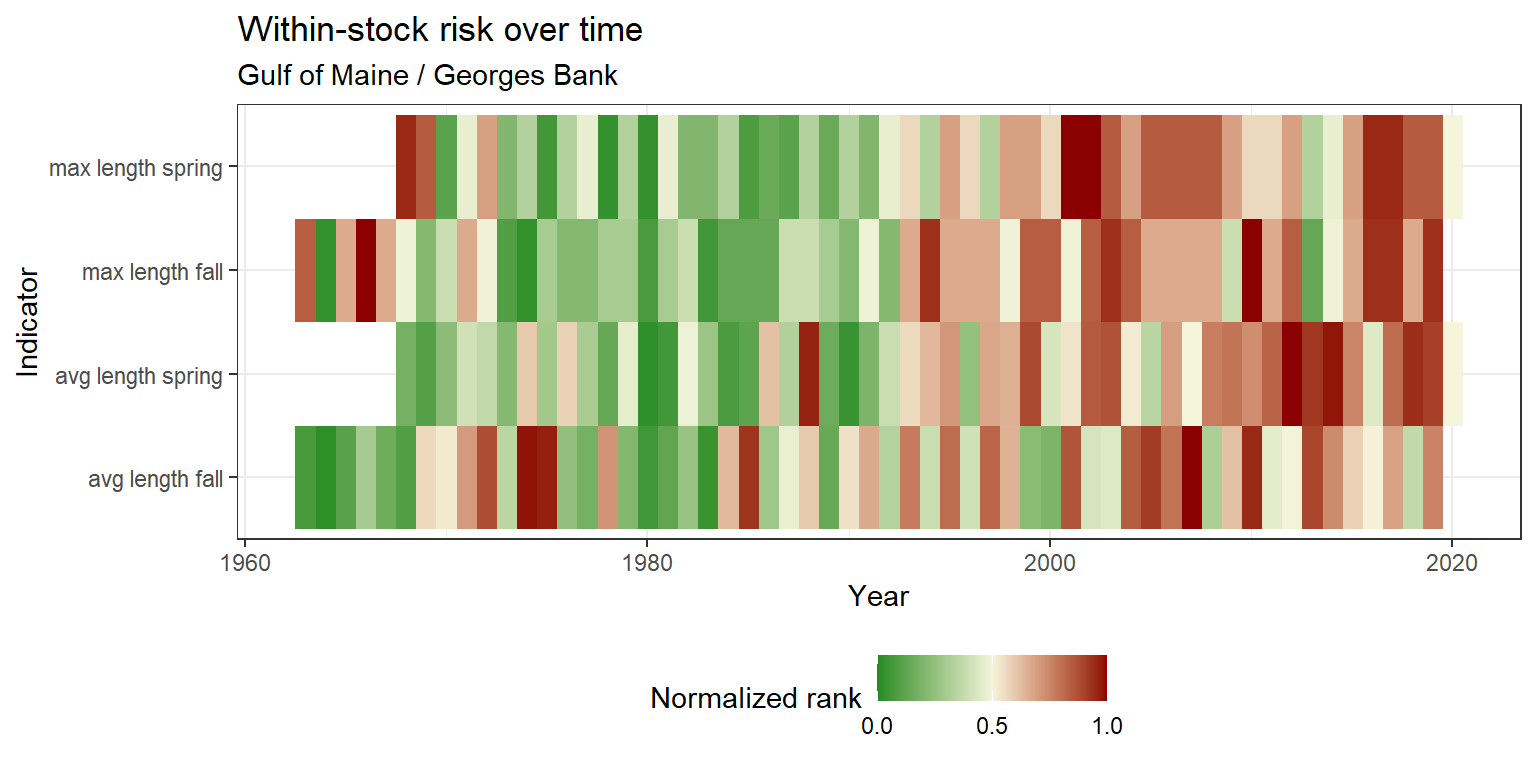 Within-stock risk over time
Gulf of Maine / Georges Bank
Indicator
max length spring
max length fall
avg length spring
avg length fall
1960 1980 2000 2020
Year
Normalized rank
0.0 0.5 1.0